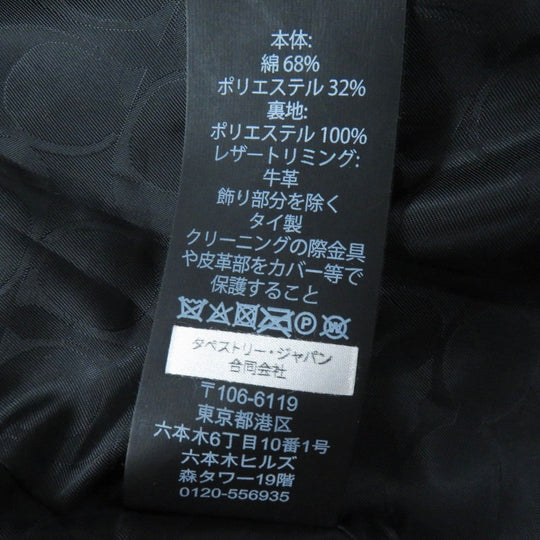 本体:
綿 68%
ポリエステル 32%
裏地:
ポリエステル 100%
レザートリミング:
牛革
飾り部分を除く
タイ製
クリーニングの際金具
や皮革部をカバー等で
保護すること
P W
タペストリー・ジャパン
合同会社
〒106-6119
東京都港区
六本木6丁目10番1号
六本木ヒルズ
森タワー19階
0120-556935